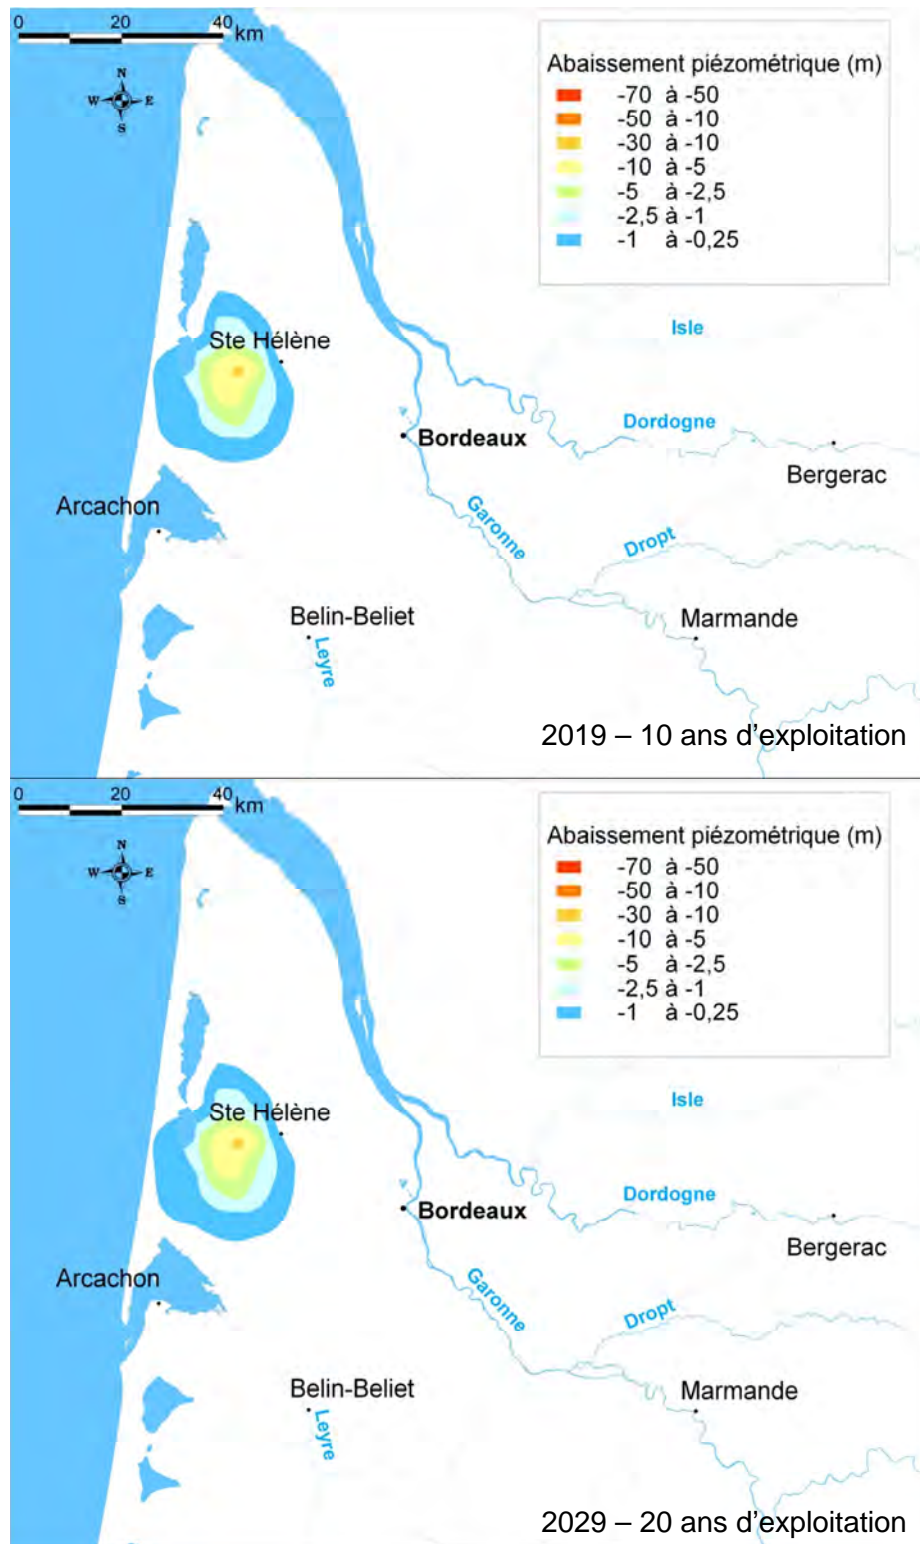 0 20 40 km
N
W E
S
Abaissement piézométrique (m)
-70 à -50
-50 à -10
-30 à -10
-10 à -5
-5 à -2,5
-2,5 à -1
-1 à -0,25
Isle
Ste Hélène
Dordogne
Bordeaux
Bergerac
Arcachon
Garonne
Dropt
Belin-Beliet
Marmande
Leyre
2019 – 10 ans d'exploitation
0 20 40 km
N
W E
S
Abaissement piézométrique (m)
-70 à -50
-50 à -10
-30 à -10
-10 à -5
-5 à -2,5
-2,5 à -1
-1 à -0,25
Isle
Ste Hélène
Dordogne
Bordeaux
Bergerac
Arcachon
Garonne
Dropt
Belin-Beliet
Marmande
Leyre
2029 – 20 ans d'exploitation